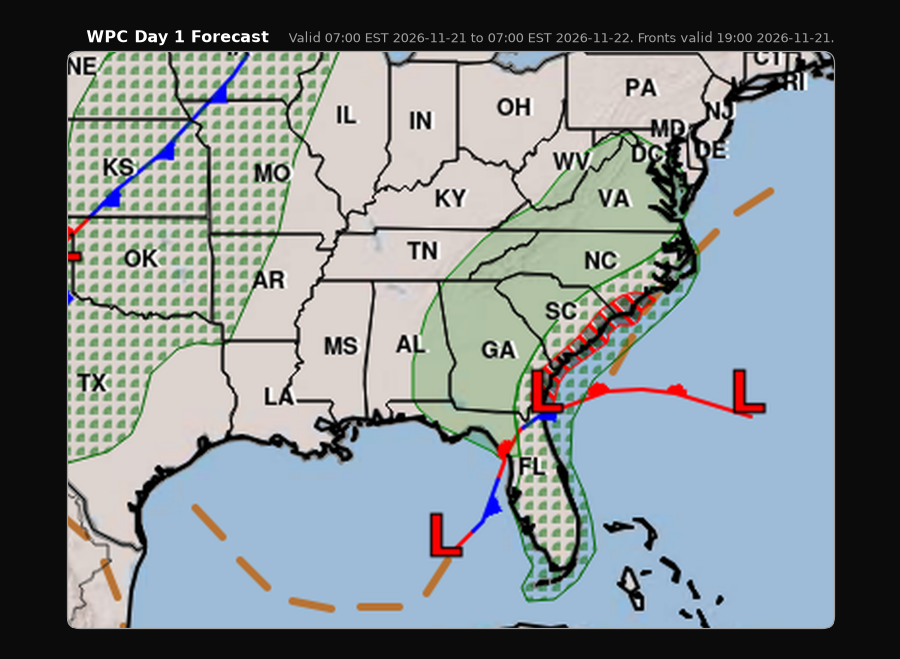 WPC Day 1 Forecast Valid 07:00 EST 2026-11-21 to 07:00 EST 2026-11-22. Fronts valid 19:00 2026-11-21.
NE
CT
RI
PA
IL
IN
OH
NJ
MD
DC
DE
KS
MO
WV
KY
VA
TN
NC
OK
AR
SC
MS
AL
GA
TX
LA
L
L
FL
L